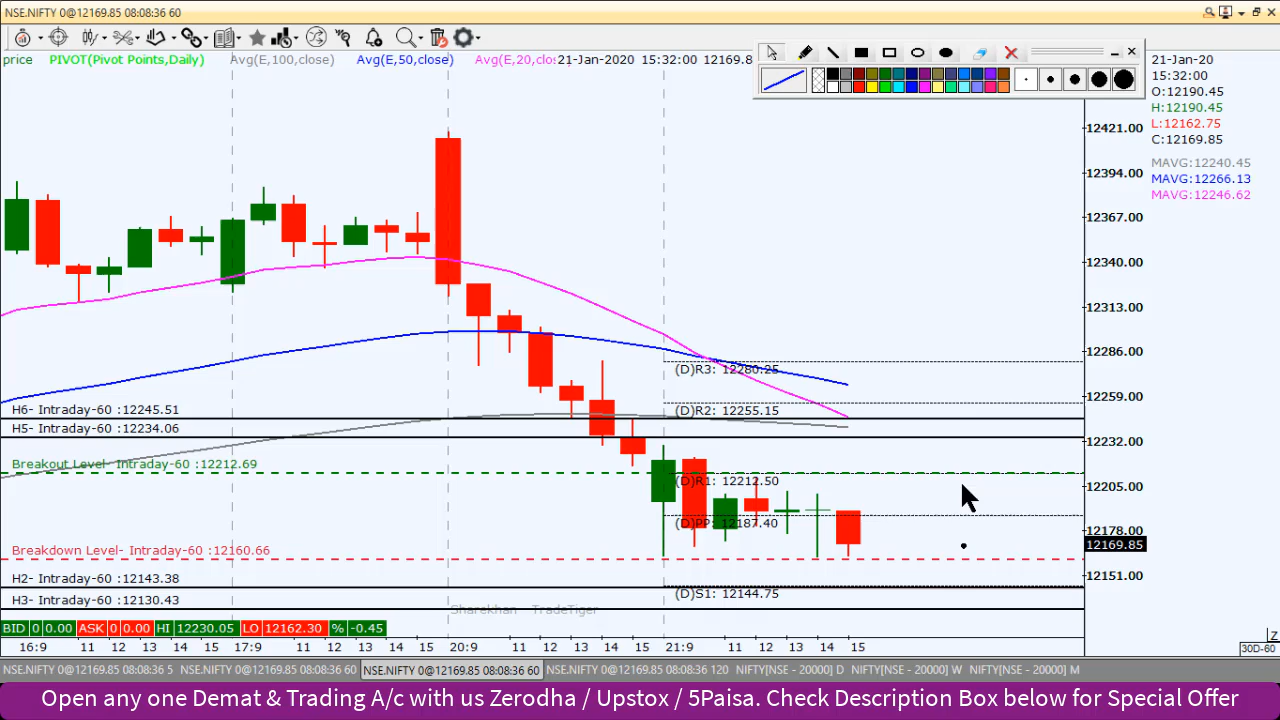 NSE.NIFTY 0@12169.85 08:08:36 60
price PIVOT(Pivot Points,Daily) Avg(E,100,close) Avg(E,50,close) Avg(E,20,clo: 21-Jan-2020 15:32:00 12169.8
21-Jan-20
15:32:00
O:12190.45
H:12190.45
L:12162.75
C:12169.85
MAVG:12240.45
MAVG:12266.13
MAVG:12246.62
12421.00
12394.00
12367.00
12340.00
12313.00
12286.00
(D)R3: 12280.25
12259.00
H6- Intraday-60 :12245.51
(D)R2: 12255.15
H5- Intraday-60 :12234.06
12232.00
Breakout Level- Intraday-60 :12212.69
(D)R1: 12212.50
12205.00
(D)PP: 12187.40
12178.00
12169.85
Breakdown Level- Intraday-60 :12160.66
12151.00
H2- Intraday-60 :12143.38
(D)S1: 12144.75
H3- Intraday-60 :12130.43
Sharekhan TradeTiger
BID 0 0.00 ASK 0 0.00 HI 12230.05 LO 12162.30 % -0.45
Z
16:9 11 12 13 14 15 17:9 11 12 13 14 15 20:9 11 12 13 14 15 21:9 11 12 13 14 15
30D-60
NSE.NIFTY 0@12169.85 08:08:36 5 NSE.NIFTY 0@12169.85 08:08:36 60 NSE.NIFTY 0@12169.85 08:08:36 60 NSE.NIFTY 0@12169.85 08:08:36 120 NIFTY[NSE - 20000] D NIFTY[NSE - 20000] W NIFTY[NSE - 20000] M
Open any one Demat & Trading A/c with us Zerodha / Upstox / 5Paisa. Check Description Box below for Special Offer